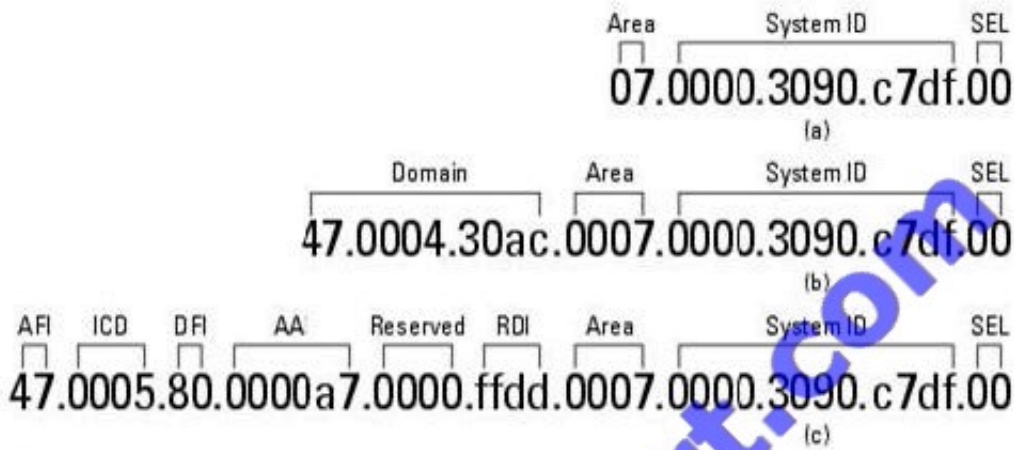 Area System ID SEL
07.0000.3090.c7df.00
(a)
Domain Area System ID SEL
47.0004.30ac.0007.0000.3090.c7df.00
(b)
AFI ICD DFI AA Reserved RDI Area System ID SEL
47.0005.80.0000a7.0000.ffdd.0007.0000.3090.c7df.00
(c)
rt.com